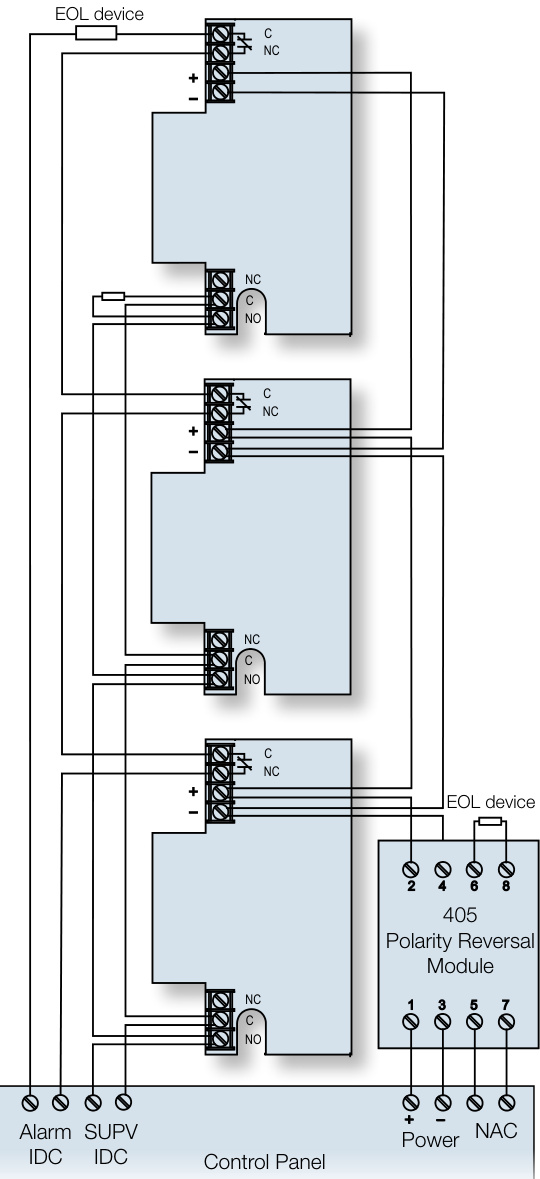 EOL device
C
NC
+
−
NC
C
NO
C
NC
+
−
NC
C
NO
C
NC
+
−
EOL device
2 4 6 8
405
Polarity Reversal
Module
NC
C
NO
1 3 5 7
+ −
Alarm IDC
SUPV IDC
Power
NAC
Control Panel